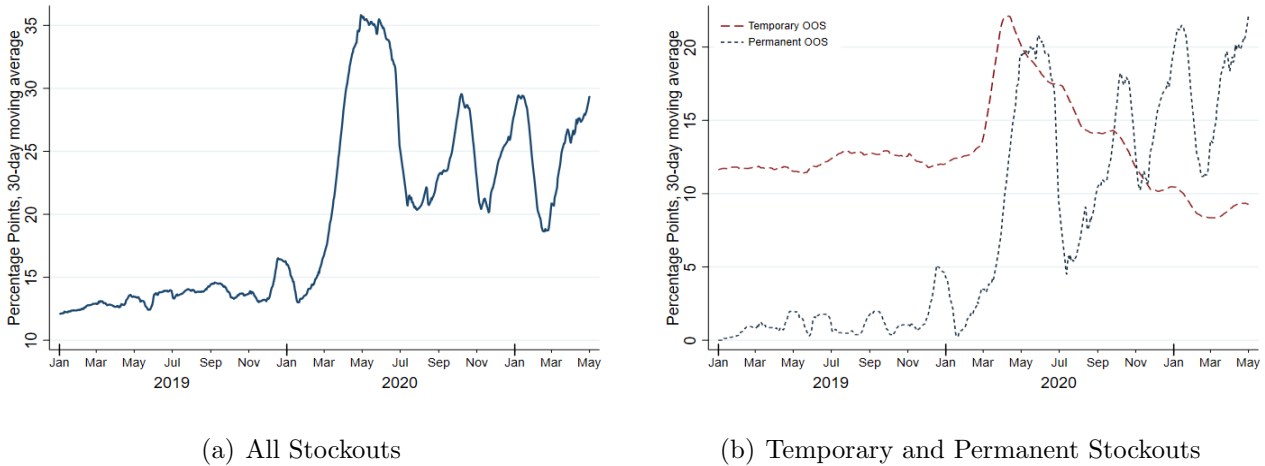 Percentage Points, 30-day moving average
35
30
25
20
15
10
Jan Mar May Jul Sep Nov Jan Mar May Jul Sep Nov Jan Mar May
2019 2020
(a) All Stockouts
Percentage Points, 30-day moving average
Temporary OOS
Permanent OOS
20
15
10
5
0
Jan Mar May Jul Sep Nov Jan Mar May Jul Sep Nov Jan Mar May
2019 2020
(b) Temporary and Permanent Stockouts